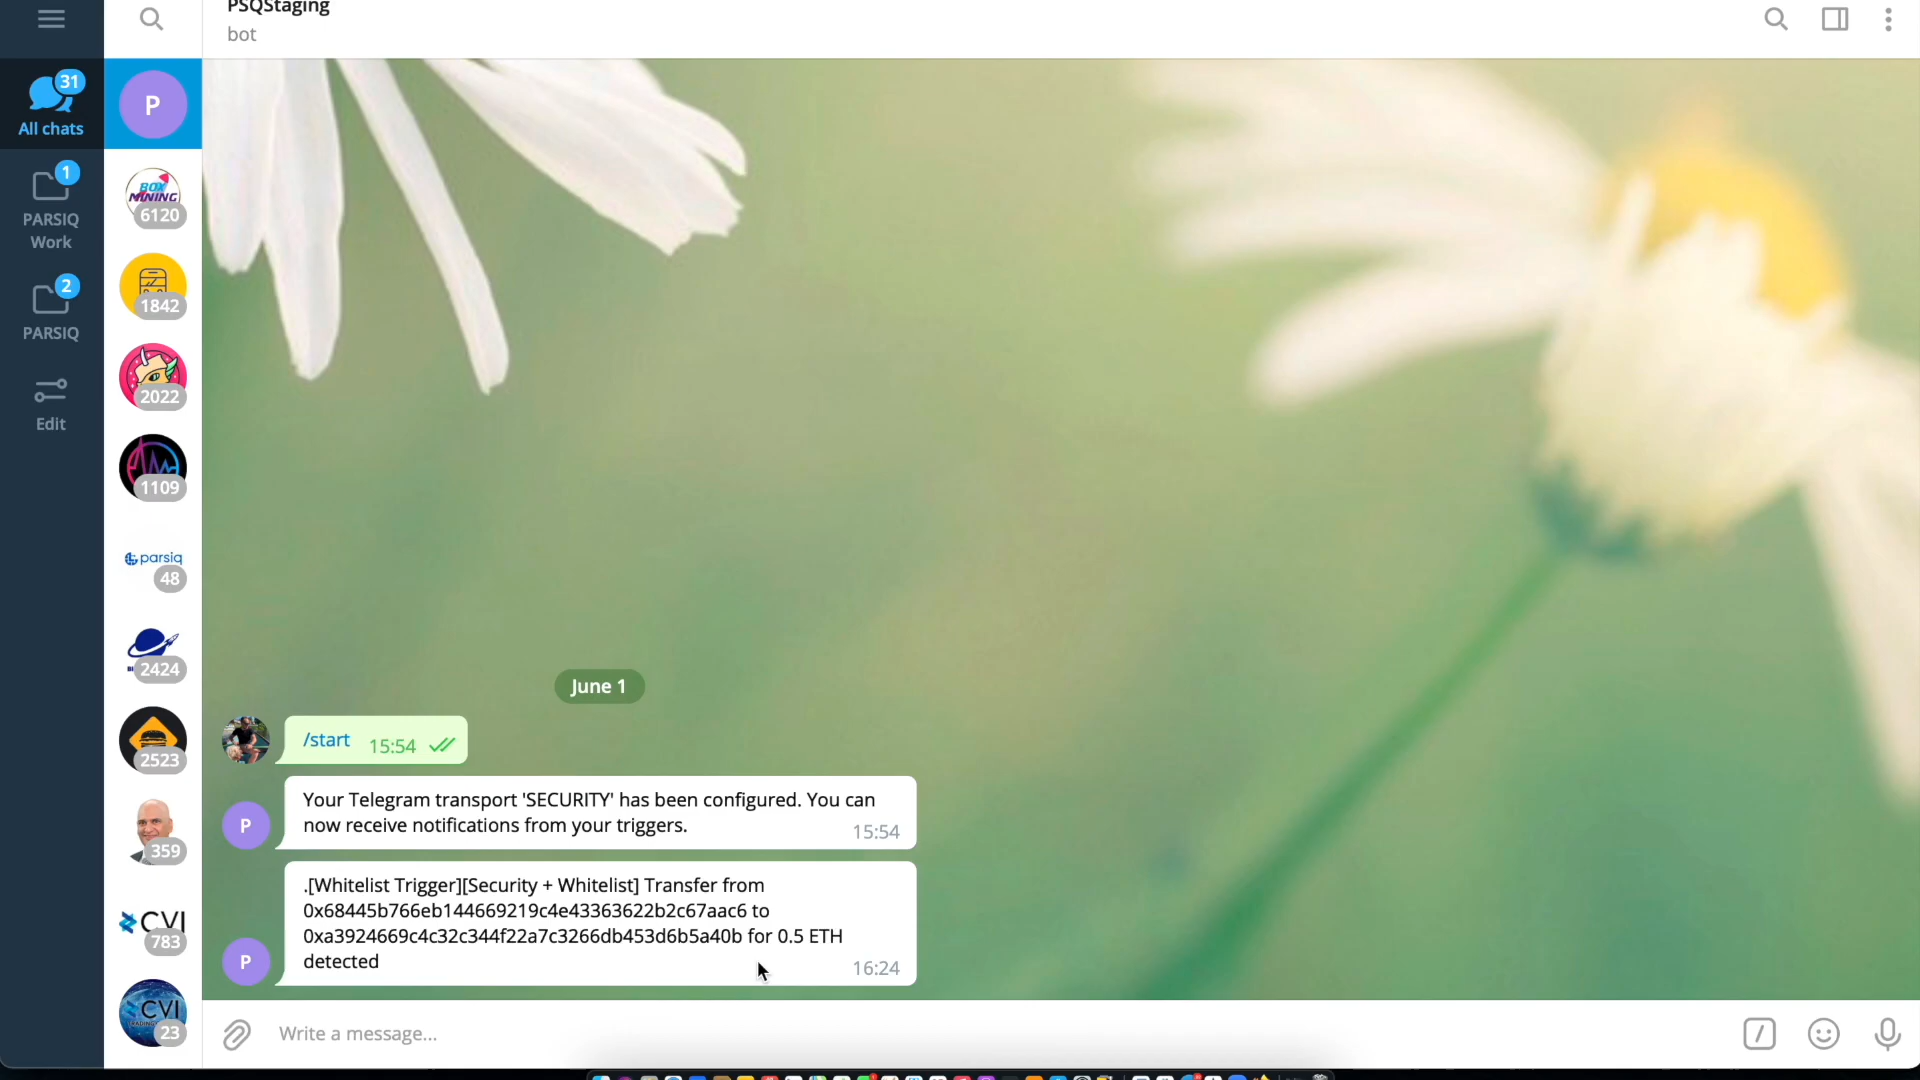 PSQStaging
bot
31
All chats
1
PARSIQ
Work
2
PARSIQ
Edit
P
BOX
MINING
6120
1842
2022
1109
parsiq
48
2424
2523
359
CVI
783
CVI
23
June 1
/start 15:54
Your Telegram transport 'SECURITY' has been configured. You can
now receive notifications from your triggers.
15:54
P
.[Whitelist Trigger][Security + Whitelist] Transfer from
0x68445b766eb144669219c4e43363622b2c67aac6 to
0xa3924669c4c32c344f22a7c3266db453d6b5a40b for 0.5 ETH
detected
16:24
P
Write a message...